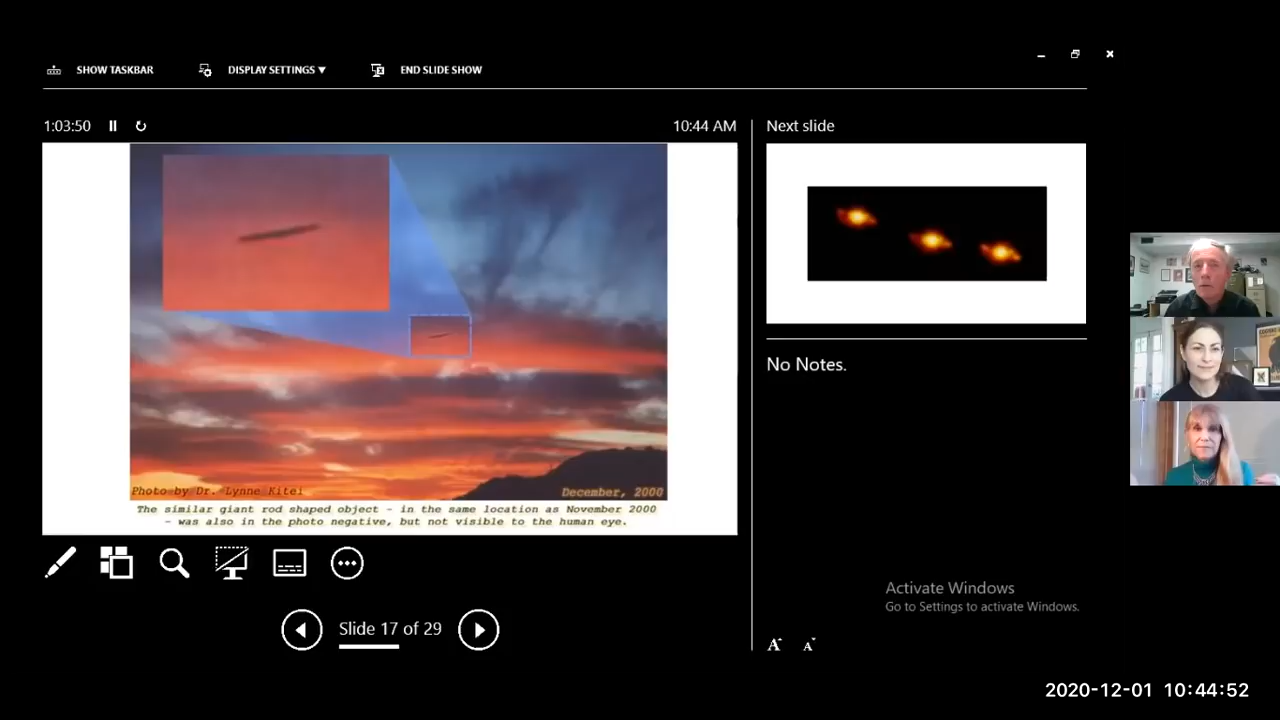 SHOW TASKBAR
DISPLAY SETTINGS ▼
END SLIDE SHOW
1:03:50
10:44 AM
Next slide
Photo by Dr. Lynne Kitei
December, 2000
The similar giant rod shaped object - in the same location as November 2000
- was also in the photo negative, but not visible to the human eye.
No Notes.
Slide 17 of 29
Activate Windows
Go to Settings to activate Windows.
A A
2020-12-01 10:44:52